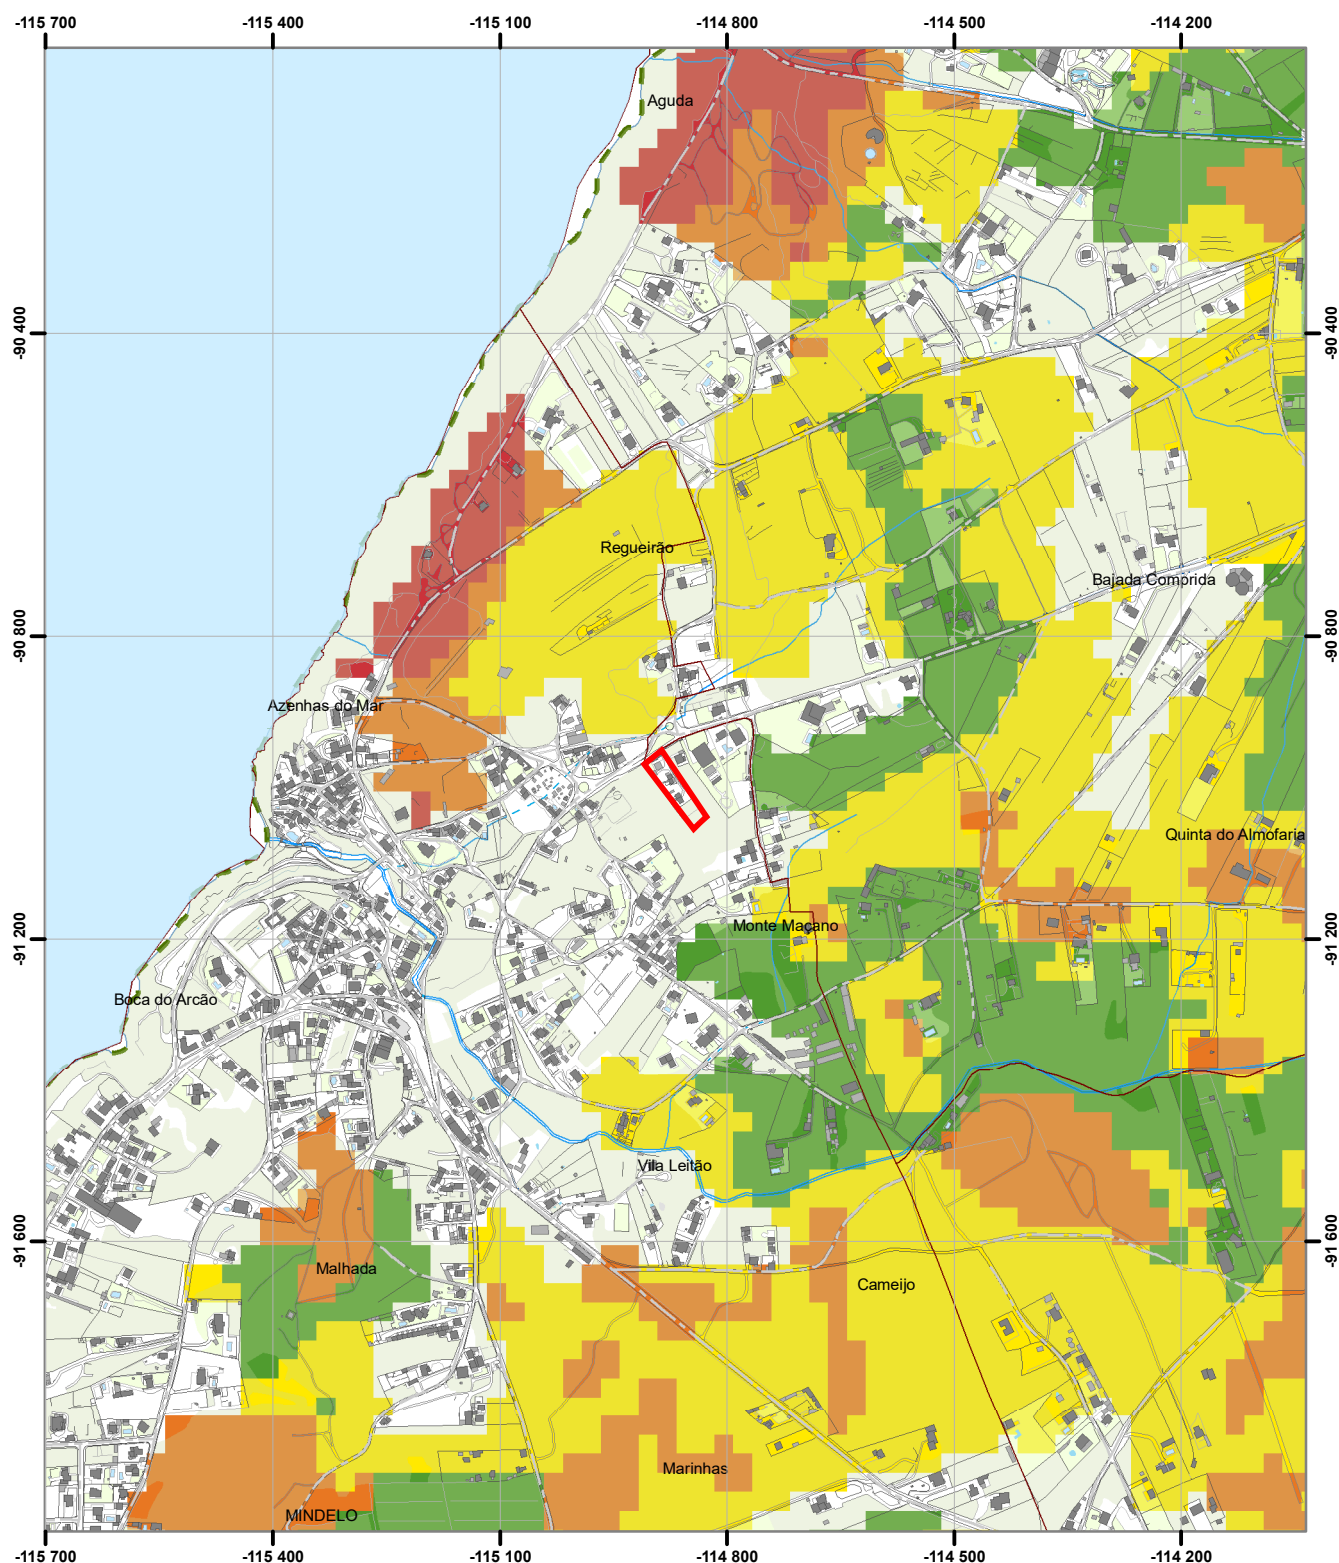 -115 700 -115 400 -115 100 -114 800 -114 500 -114 200
Aguda
-90 400 -90 400
Regueirão
Bajada Comprida
-90 800 -90 800
Azenhas do Mar
Quinta do Almofaria
Monte Maçano
-91 200 -91 200
Boca do Arcão
Vila Leitão
-91 600 -91 600
Malhada
Cameijo
Marinhas
MINDELO
-115 700 -115 400 -115 100 -114 800 -114 500 -114 200